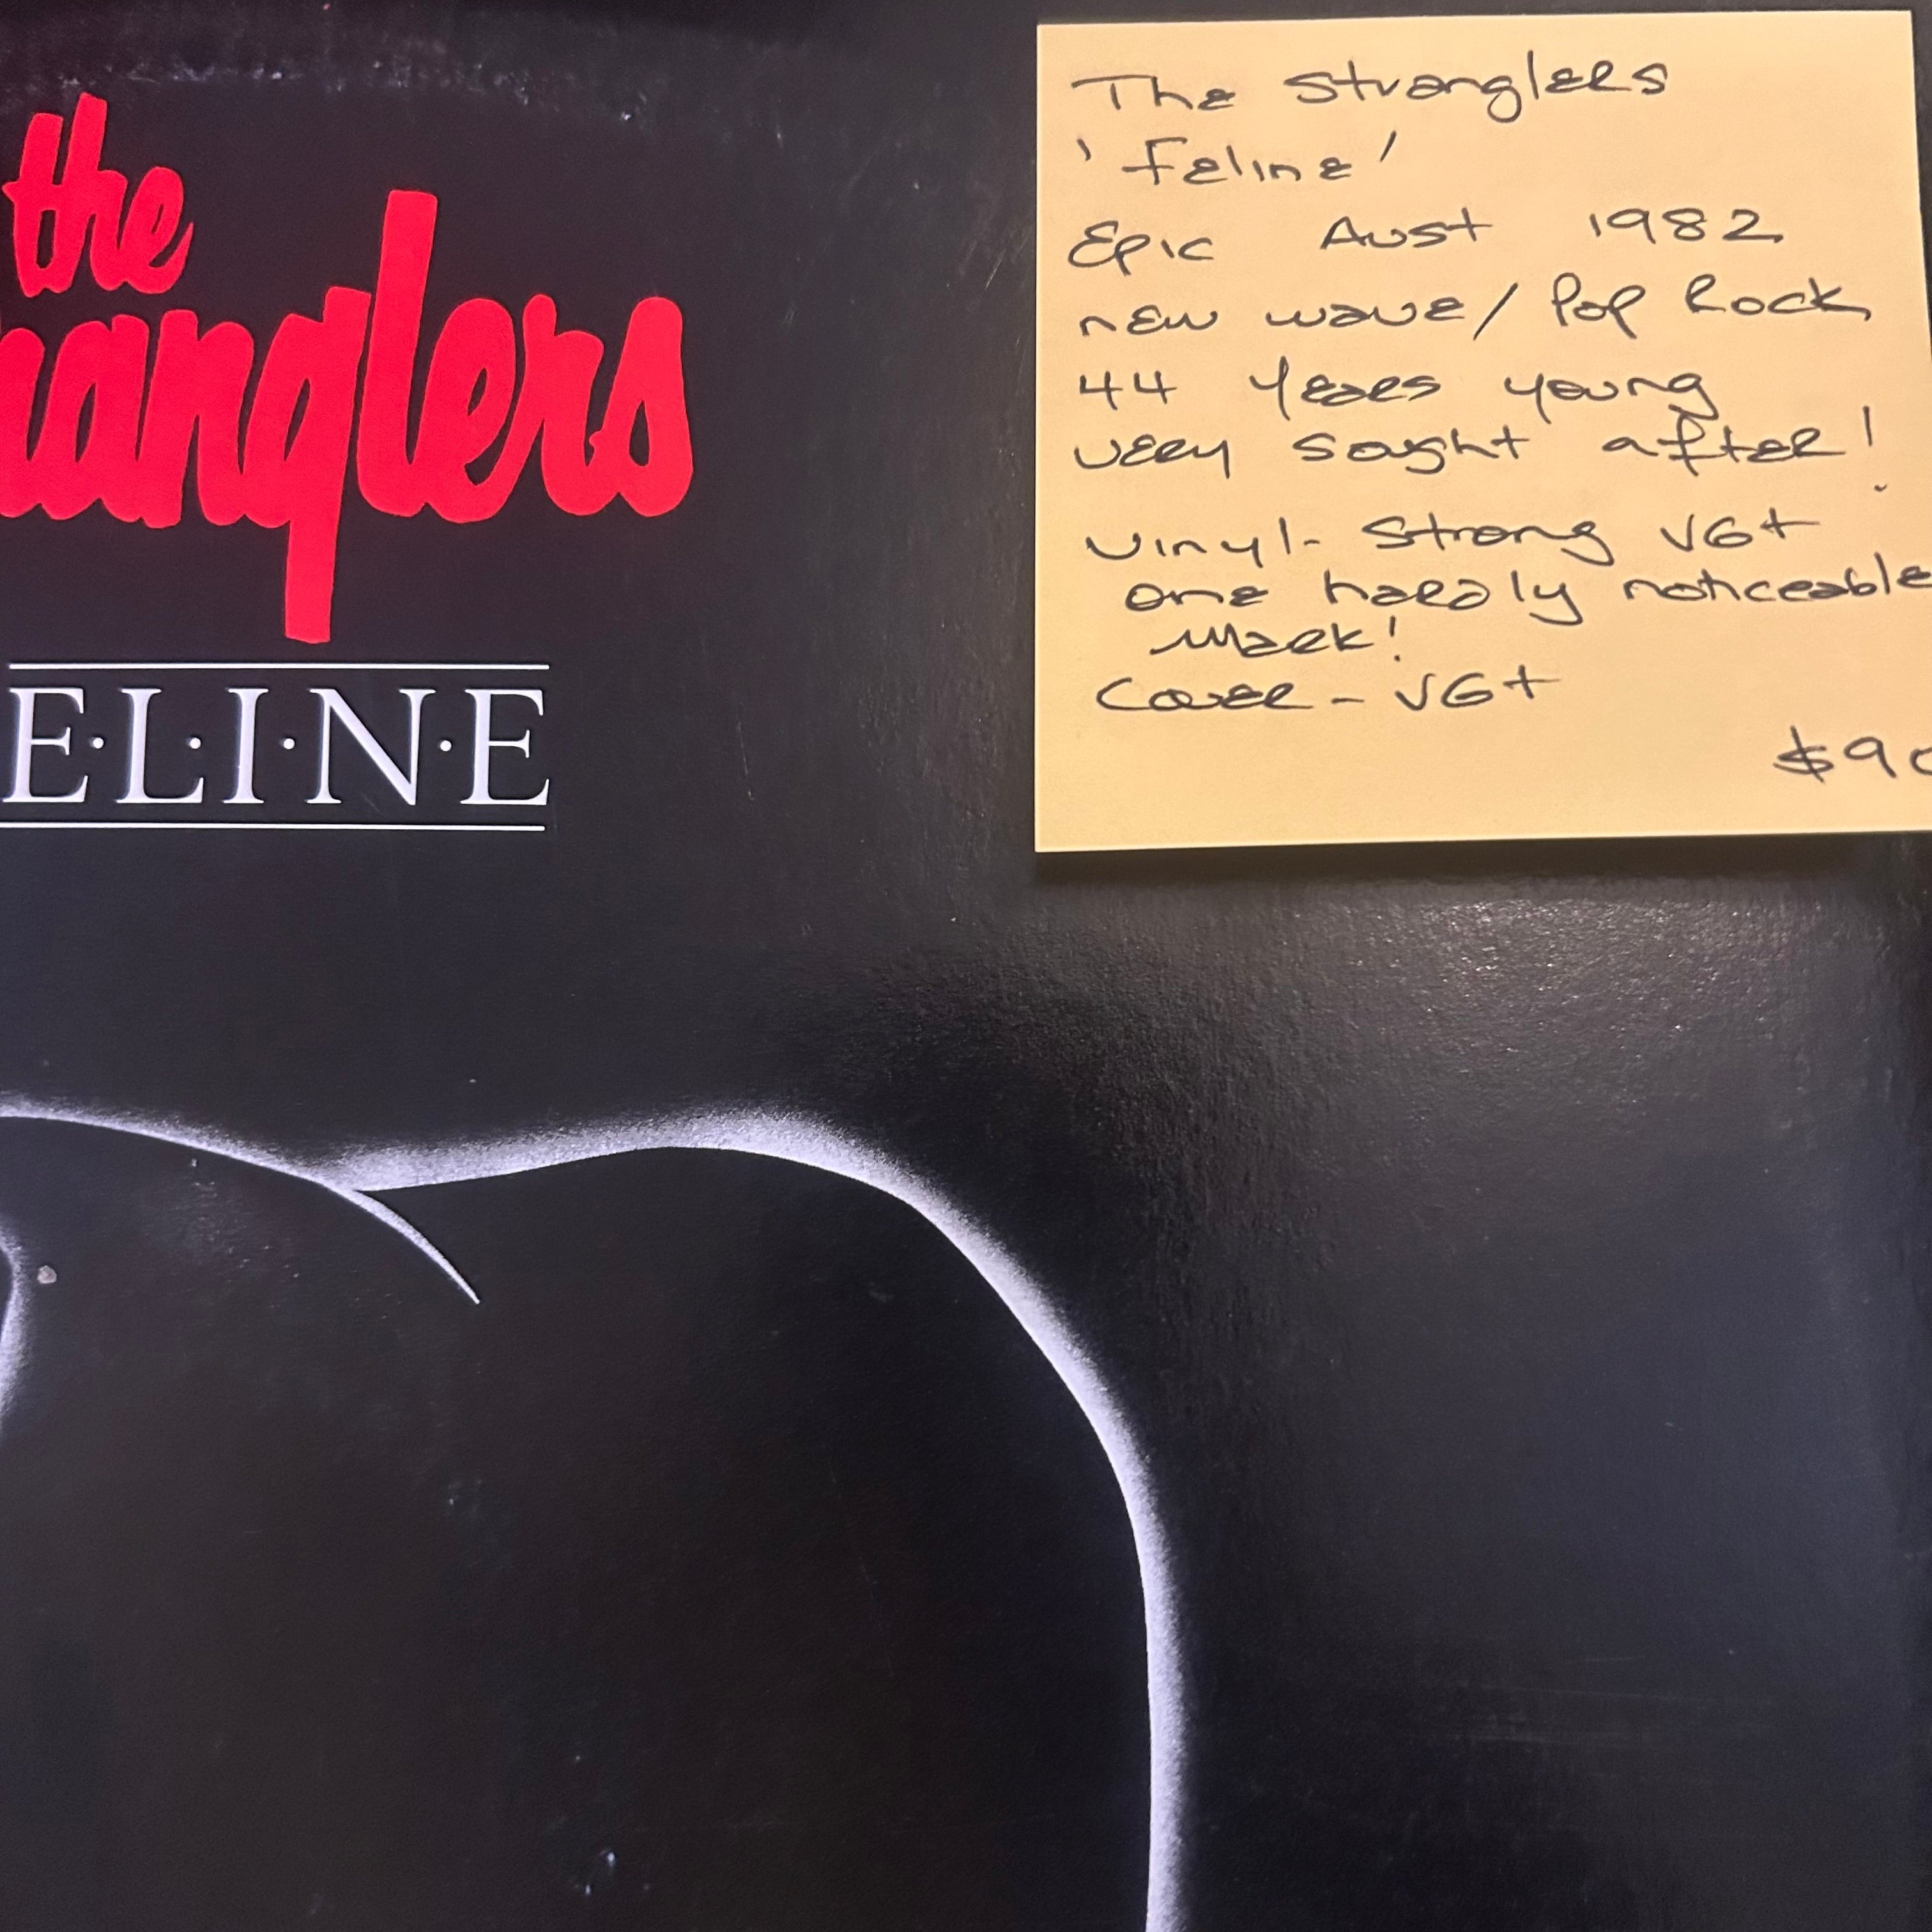 the
anglers
E·L·I·N·E
The Stranglers
'Feline'
Epic Aust 1982
new wave/ Pop Rock
44 Years young
very soght after!
Vinyl- Strong VG+
one hardly noticeable
mark!
Cover - VG+
$90